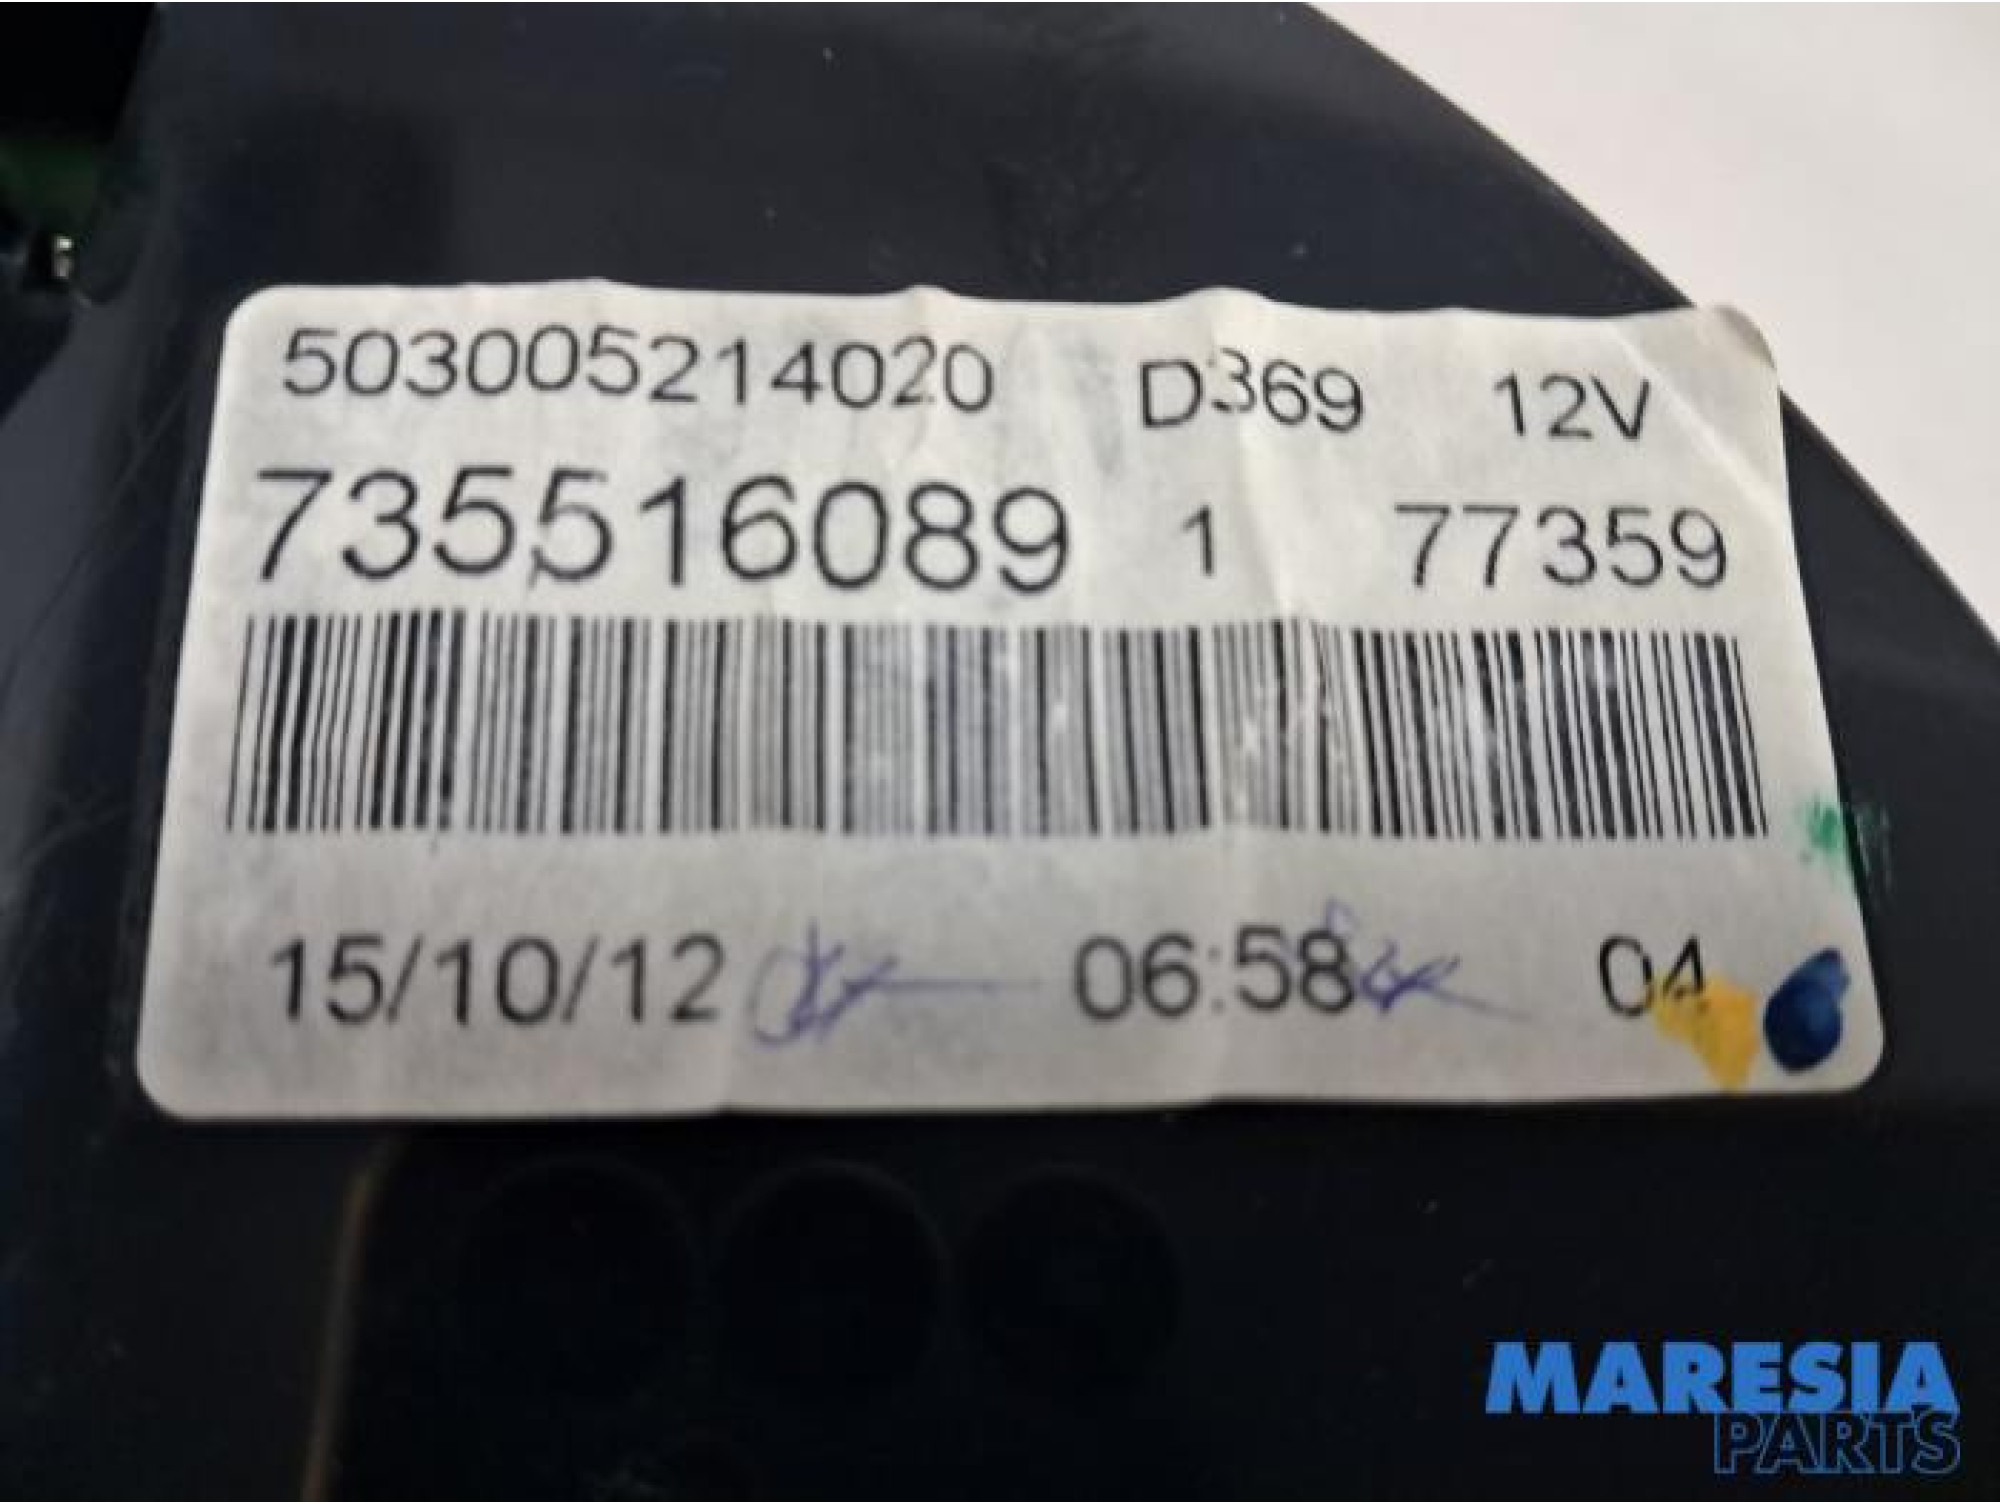 503005214020 D369 12V
735516089 1 77359
15/10/12 06:58 04
MARESIA
PARTS